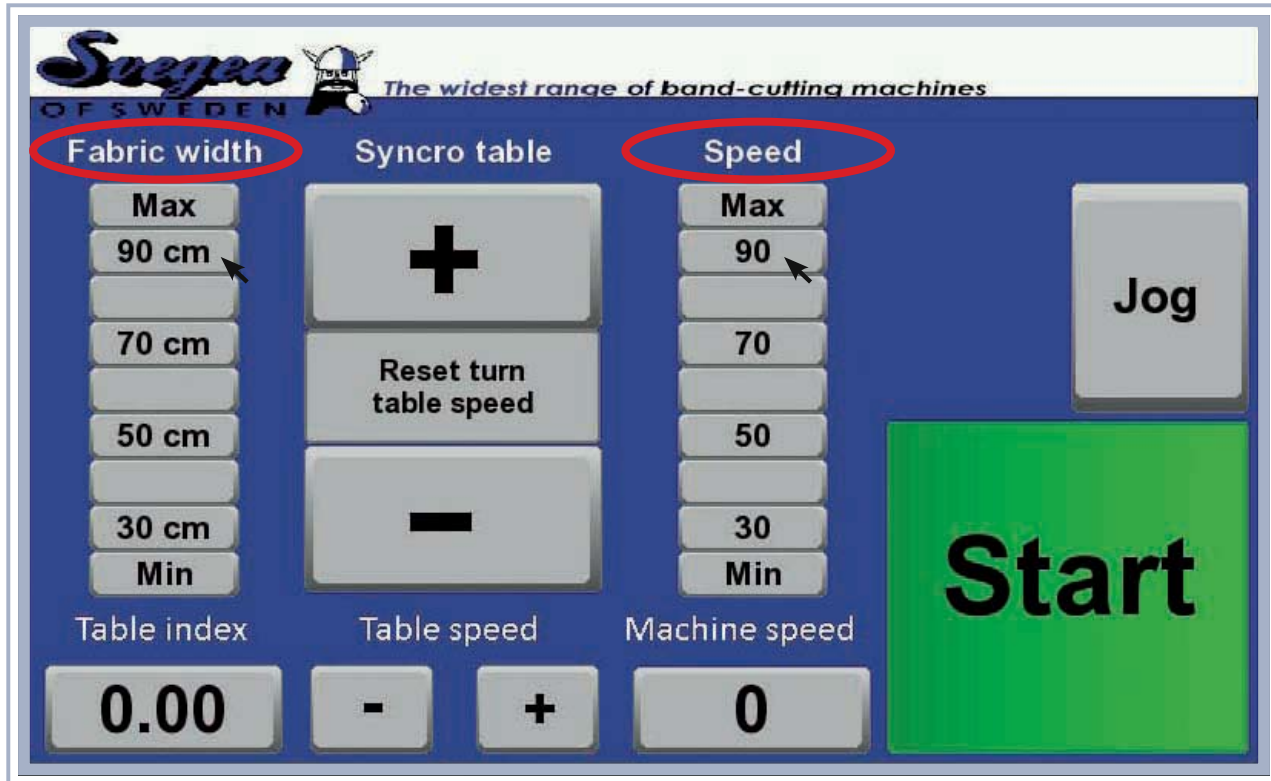 Svegea
OF SWEDEN
The widest range of band-cutting machines
Fabric width
Max
90 cm
70 cm
50 cm
30 cm
Min
Table index
0.00
Syncro table
+
Reset turn
table speed
-
Table speed
- +
Speed
Max
90
70
50
30
Min
Machine speed
0
Jog
Start